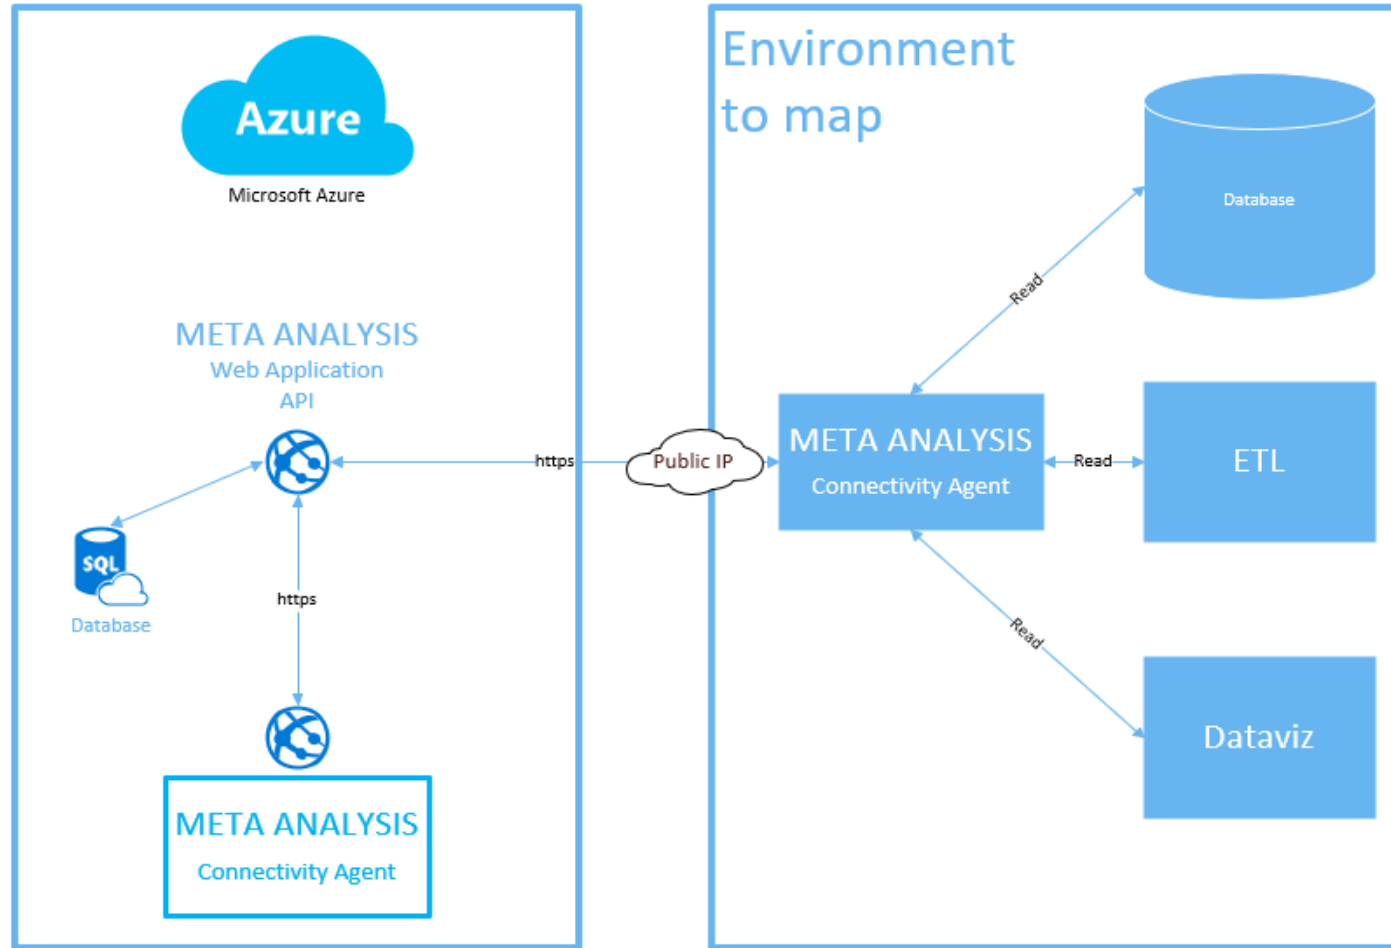 Azure
Microsoft Azure
META ANALYSIS
Web Application
API
https
SQL
Database
https
META ANALYSIS
Connectivity Agent
Public IP
Environment
to map
Database
Read
META ANALYSIS
Connectivity Agent
Read
ETL
Read
Dataviz